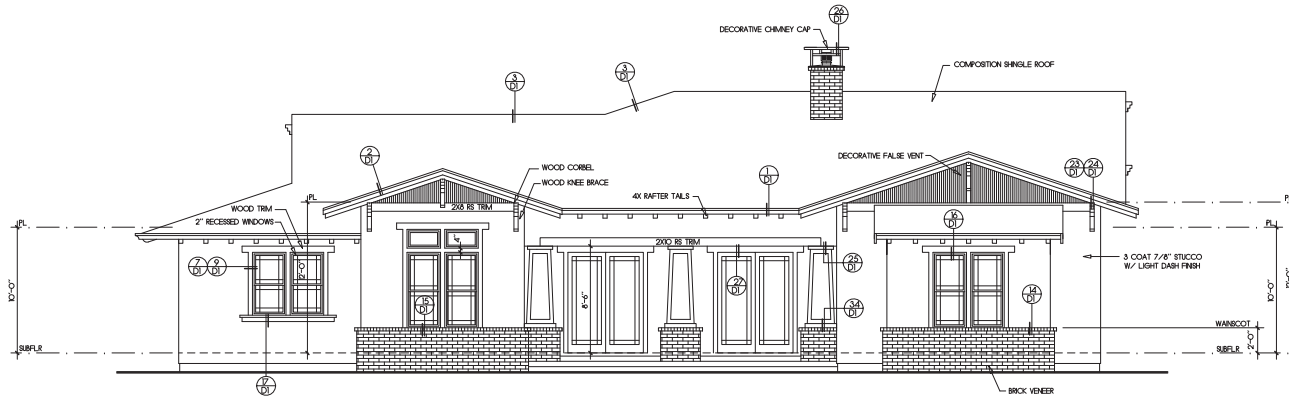 26
D1
DECORATIVE CHIMNEY CAP
COMPOSITION SHINGLE ROOF
3
D1
3
D1
2
D1
WOOD CORBEL
WOOD KNEE BRACE
DECORATIVE FALSE VENT
23
D1
24
D1
1
D1
4X RAFTER TAILS
PL
PL
2X8 RS TRIM
WOOD TRIM
2" RECESSED WINDOWS
PL
PL
16
D1
2X10 RS TRIM
3 COAT 7/8" STUCCO
W/ LIGHT DASH FINISH
7
D1
9
D1
25
D1
27
D1
8'-6"
10'-0"
10'-0"
15
D1
34
D1
14
D1
WAINSCOT
2'-0"
SUBFLR
SUBFLR
17
D1
BRICK VENEER